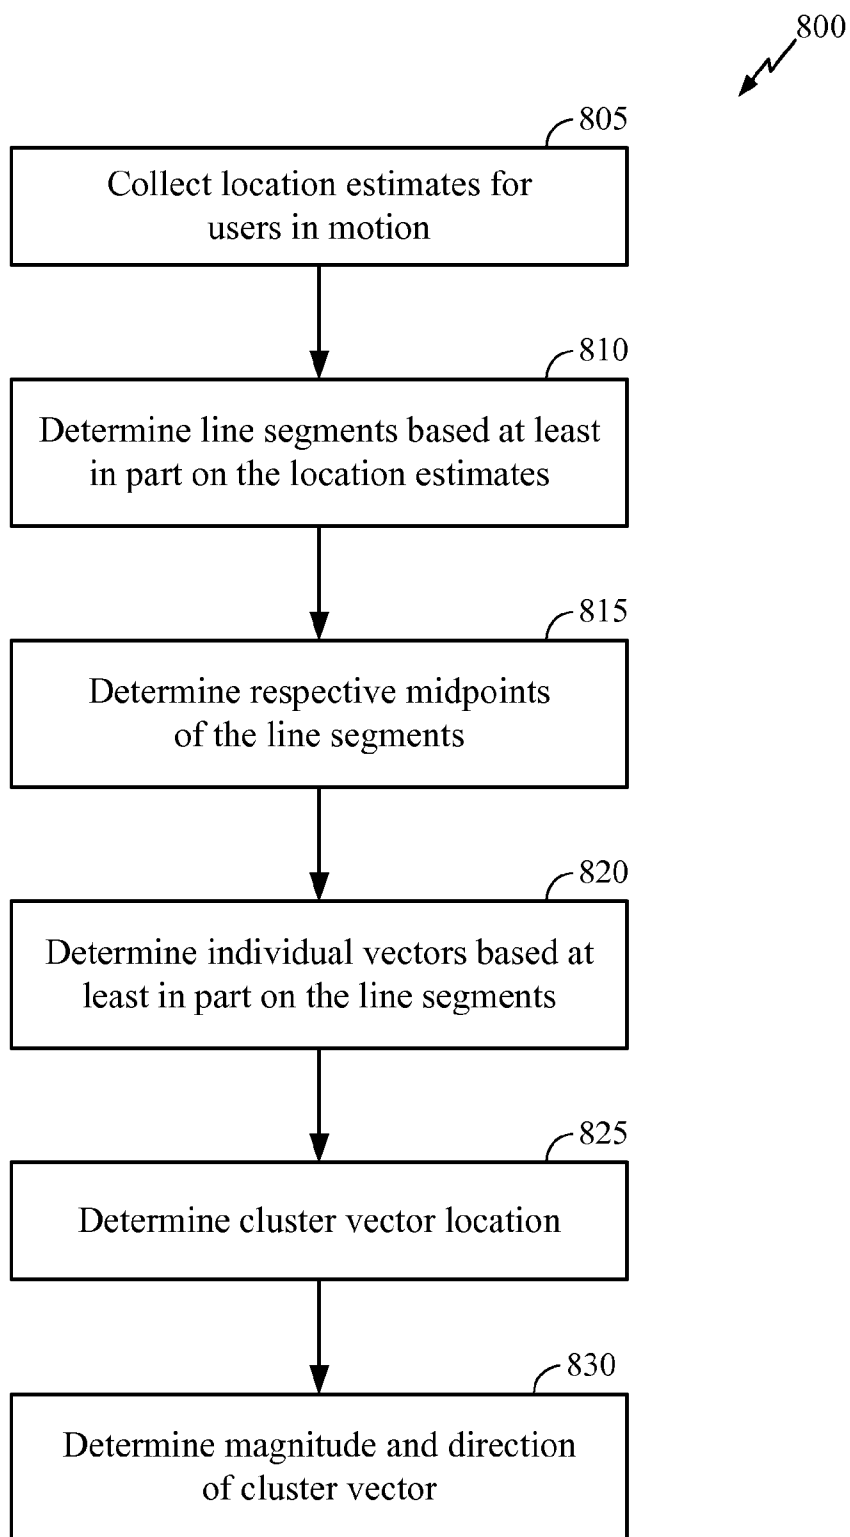 800
805
Collect location estimates for
users in motion
810
Determine line segments based at least
in part on the location estimates
815
Determine respective midpoints
of the line segments
820
Determine individual vectors based at
least in part on the line segments
825
Determine cluster vector location
830
Determine magnitude and direction
of cluster vector